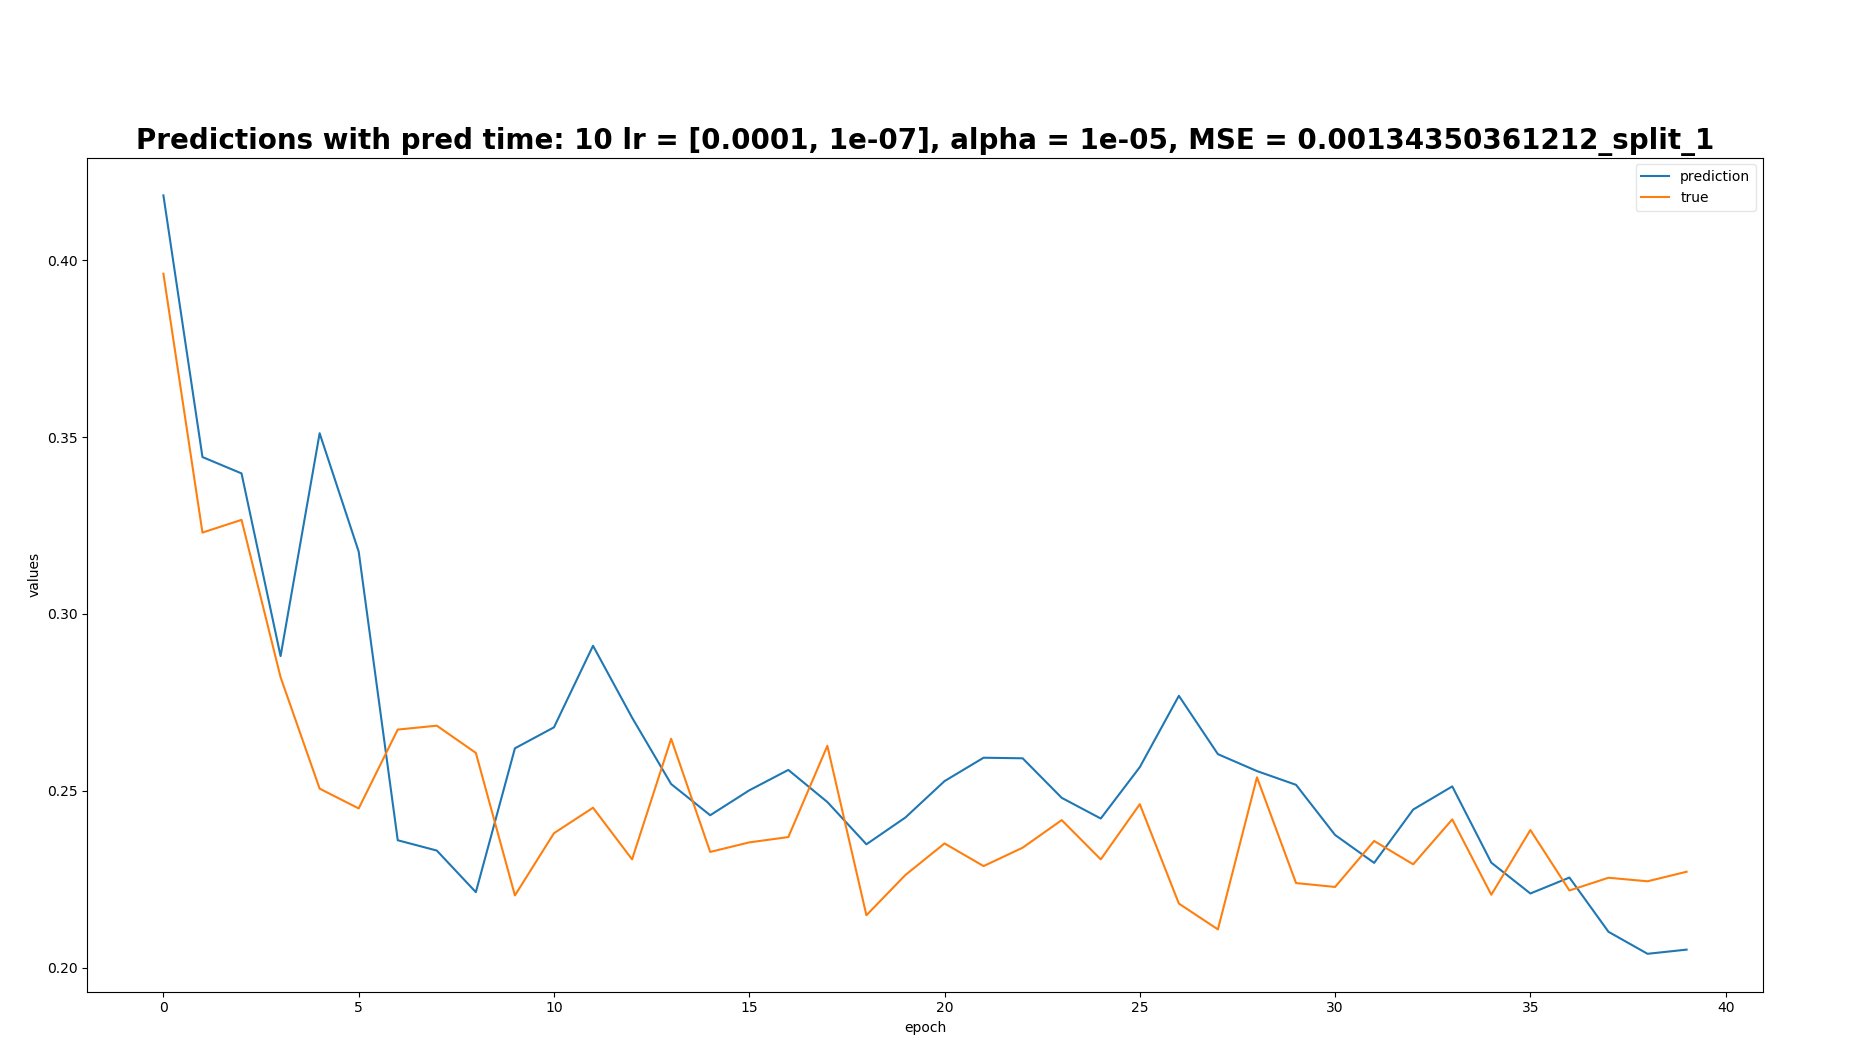 Predictions with pred time: 10 lr = [0.0001, 1e-07], alpha = 1e-05, MSE = 0.00134350361212_split_1
prediction
true
0.40
0.35
0.30
0.25
0.20
values
0 5 10 15 20 25 30 35 40
epoch